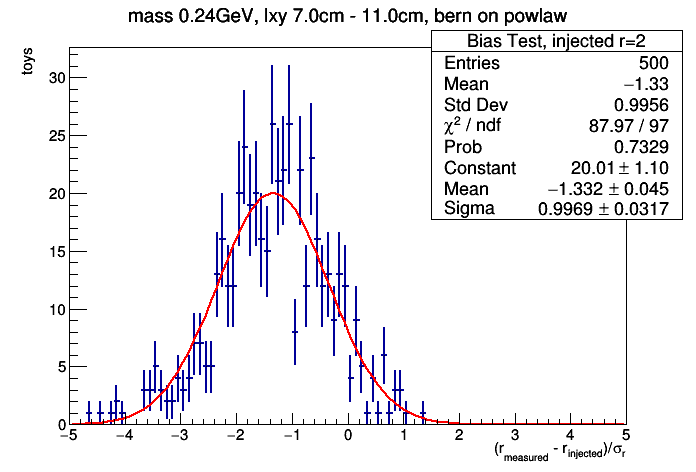 mass 0.24GeV, lxy 7.0cm - 11.0cm, bern on powlaw
Bias Test, injected r=2
Entries 500
Mean −1.33
Std Dev 0.9956
χ² / ndf 87.97 / 97
Prob 0.7329
Constant 20.01 ± 1.10
Mean −1.332 ± 0.045
Sigma 0.9969 ± 0.0317
toys
30
25
20
15
10
5
0
−5 −4 −3 −2 −1 0 1 2 3 4 5
(r_measured - r_injected)/σ_r